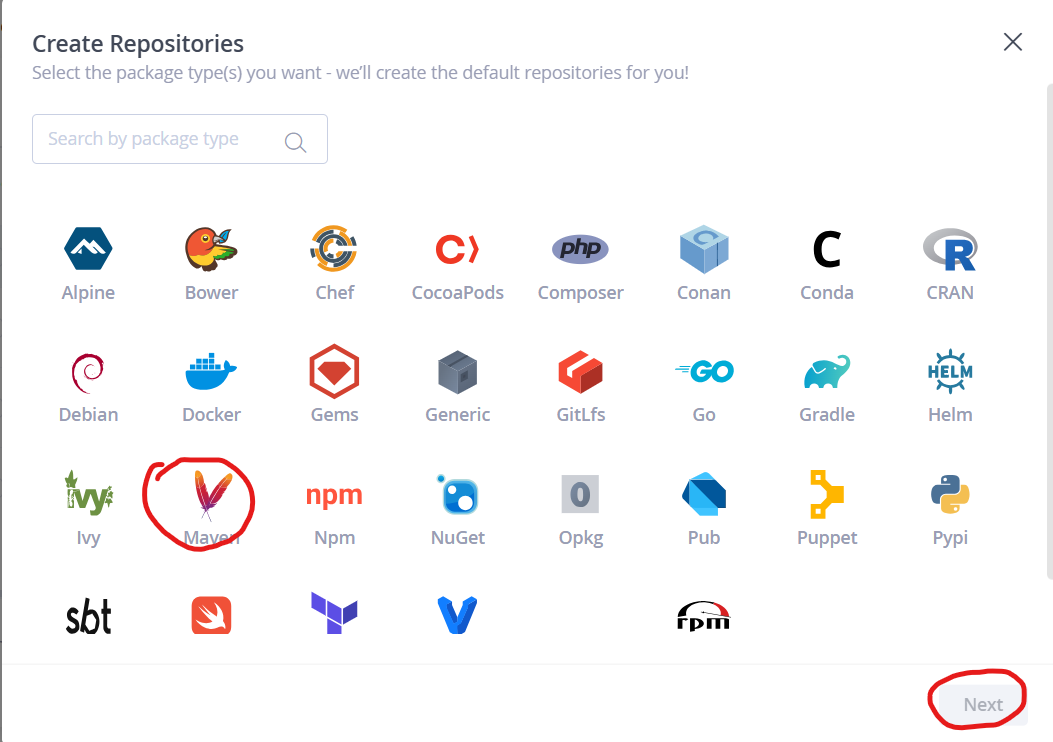 Create Repositories
Select the package type(s) you want - we'll create the default repositories for you!
Search by package type
php
C
R
Alpine Bower Chef CocoaPods Composer Conan Conda CRAN
GO
HELM
Debian Docker Gems Generic GitLfs Go Gradle Helm
ivy
npm
O
Ivy Maven Npm NuGet Opkg Pub Puppet Pypi
sbt
rpm
Next